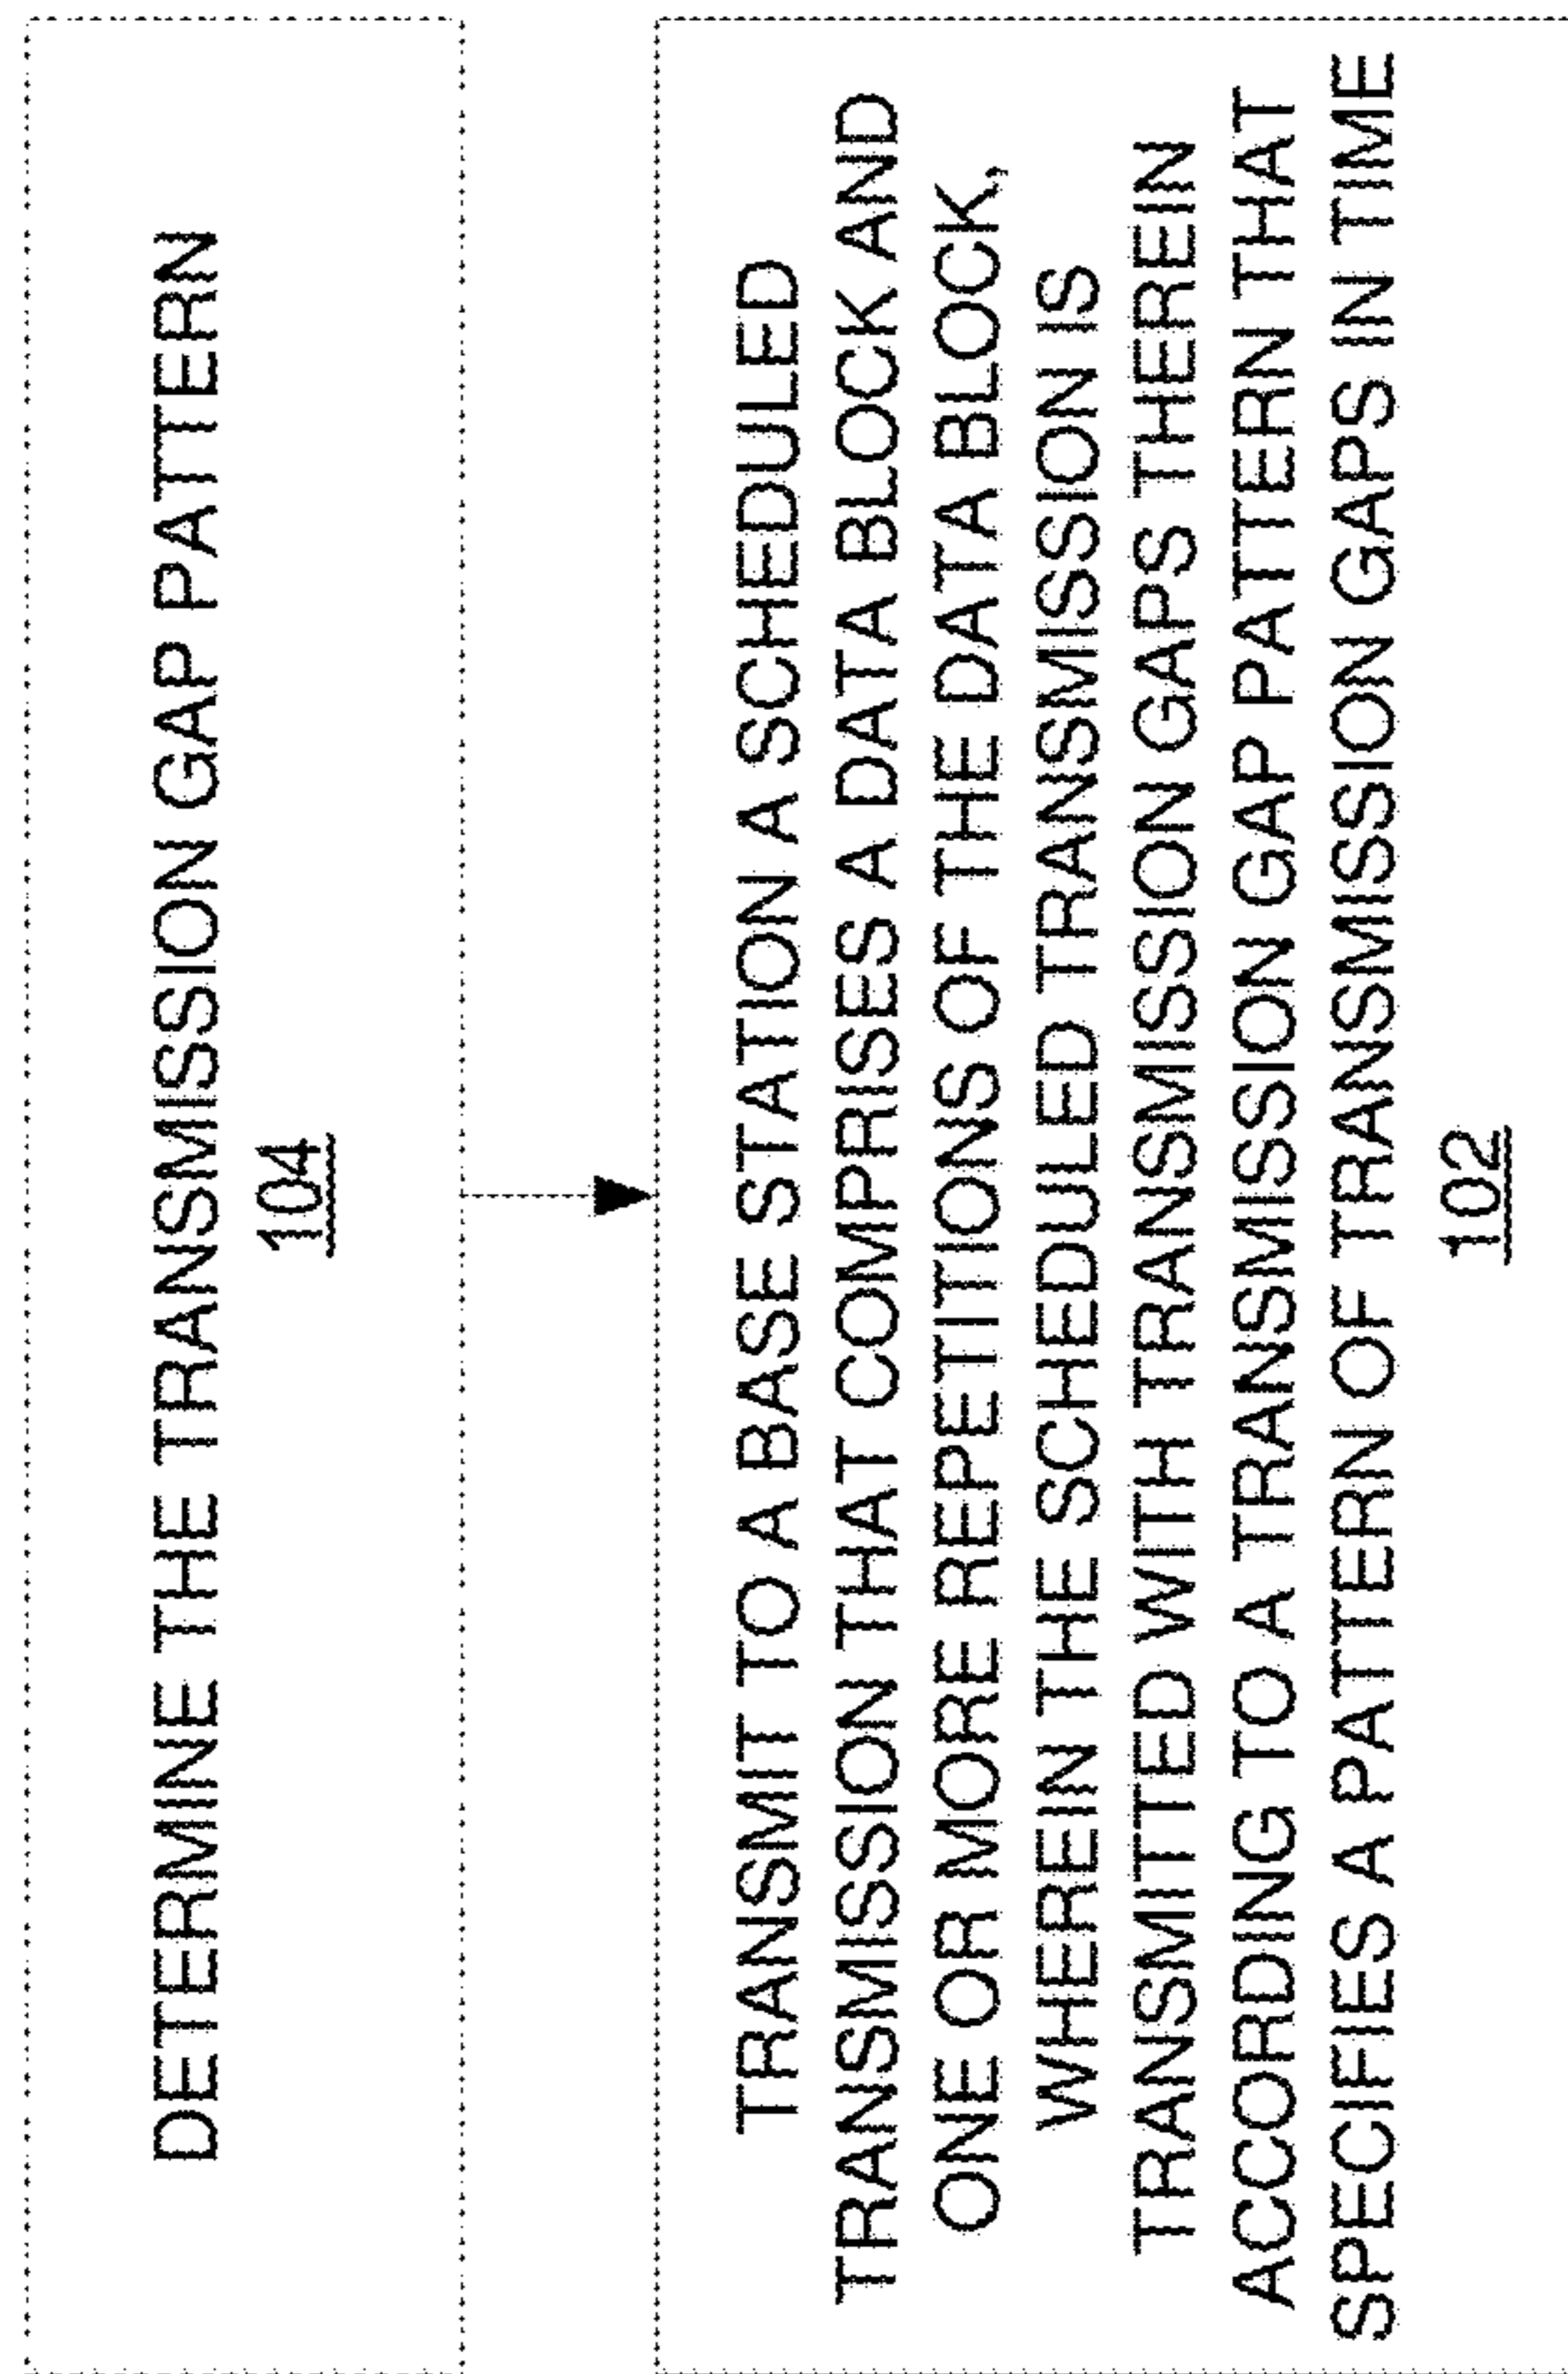 DETERMINE THE TRANSMISSION GAP PATTERN
104
TRANSMIT TO A BASE STATION A SCHEDULED
TRANSMISSION THAT COMPRISES A DATA BLOCK AND
ONE OR MORE REPETITIONS OF THE DATA BLOCK,
WHEREIN THE SCHEDULED TRANSMISSION IS
TRANSMITTED WITH TRANSMISSION GAPS THEREIN
ACCORDING TO A TRANSMISSION GAP PATTERN THAT
SPECIFIES A PATTERN OF TRANSMISSION GAPS IN TIME
102